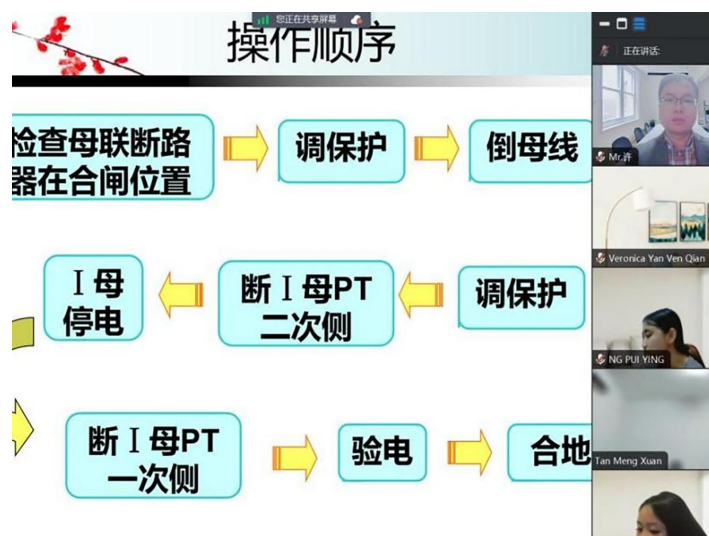 您正在共享屏幕
操作顺序
正在讲话:
检查母联断路
器在合闸位置
调保护
倒母线
Mr.许
Veronica Yan Ven Qian
Ⅰ母
停电
断Ⅰ母PT
二次侧
调保护
NG PUI YING
断Ⅰ母PT
一次侧
验电
合地
Tan Meng Xuan